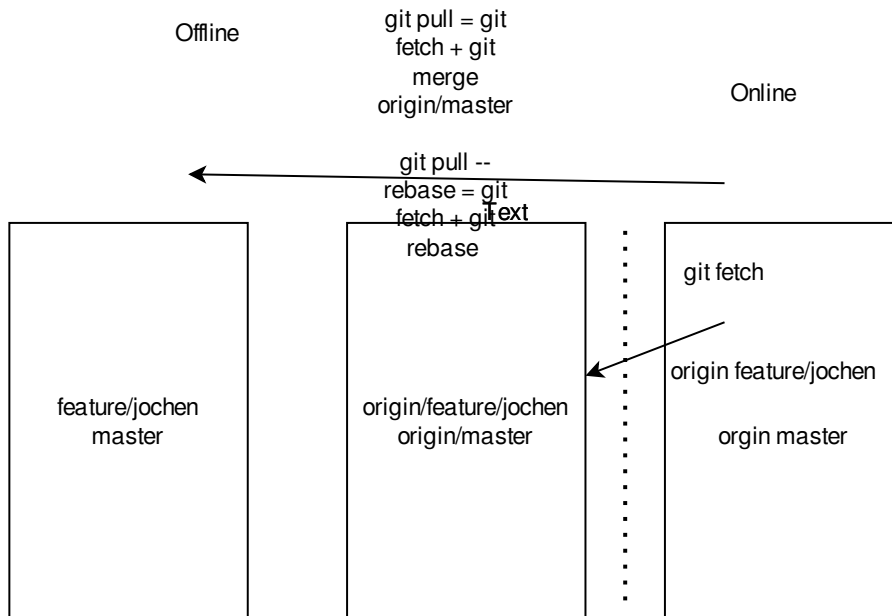 Offline
git pull = git
fetch + git
merge
origin/master
Online
git pull --
rebase = git
fetch + git
rebase
Text
git fetch
feature/jochen
master
origin/feature/jochen
origin/master
origin feature/jochen
orgin master